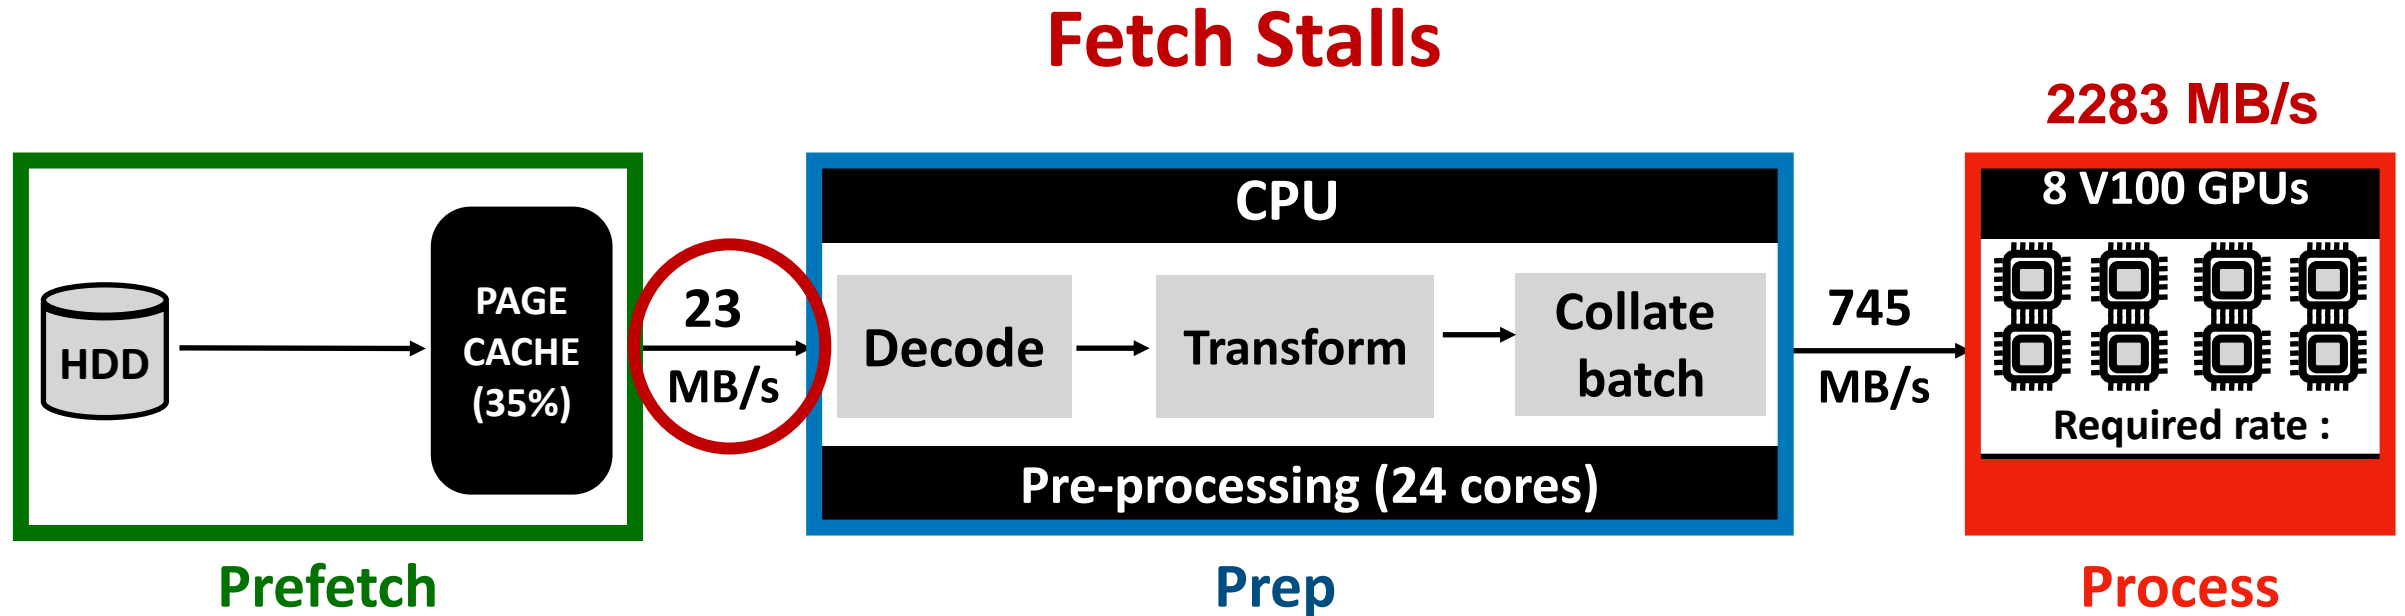 Fetch Stalls
2283 MB/s
HDD
PAGE
CACHE
(35%)
23
MB/s
CPU
Decode
Transform
Collate
batch
Pre-processing (24 cores)
745
MB/s
8 V100 GPUs
Required rate :
Prefetch
Prep
Process